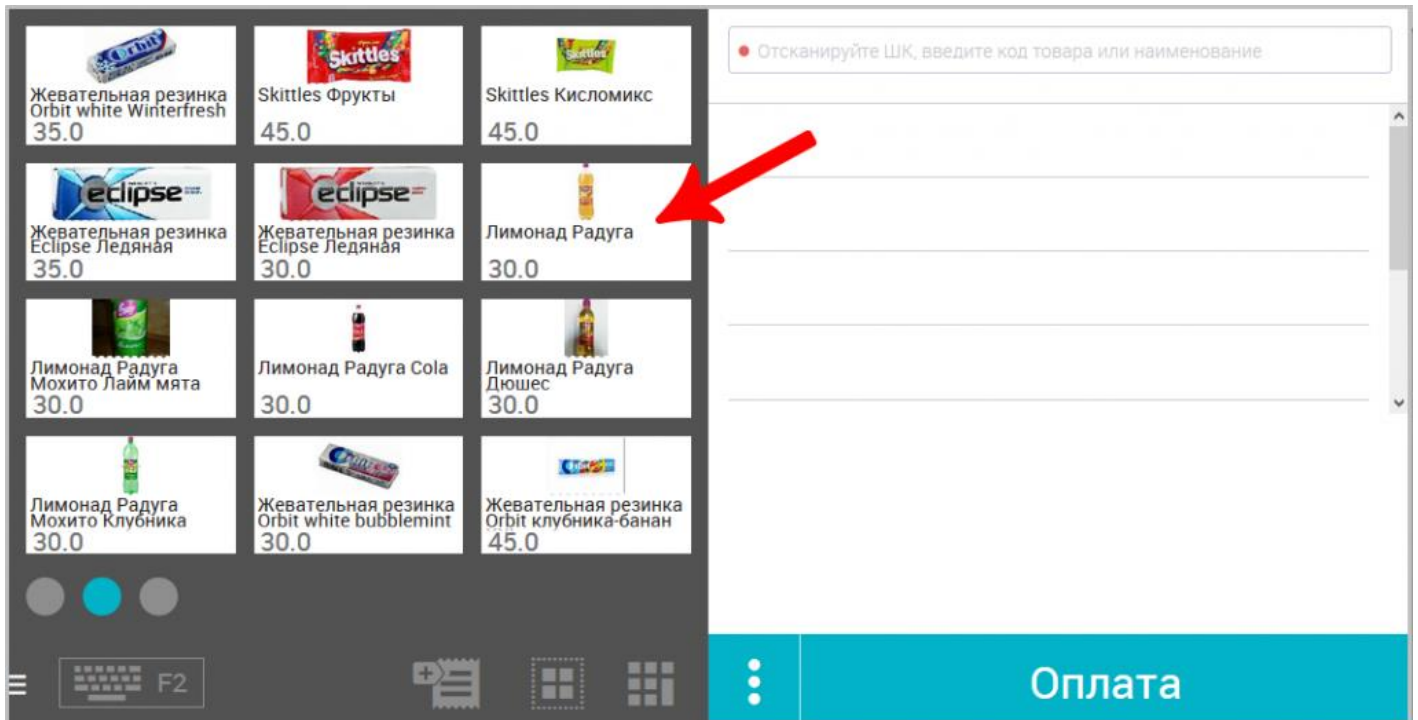 Orbit
Жевательная резинка
Orbit white Winterfresh
35.0
Skittles
Skittles Фрукты
45.0
Skittles
Skittles Кисломикс
45.0
eclipse
Жевательная резинка
Eclipse Ледяная
35.0
eclipse
Жевательная резинка
Eclipse Ледяная
30.0
Лимонад Радуга
30.0
Лимонад Радуга
Мохито Лайм мята
30.0
Лимонад Радуга Cola
30.0
Лимонад Радуга
Дюшес
30.0
Лимонад Радуга
Мохито Клубника
30.0
Жевательная резинка
Orbit white bubblemint
30.0
Orbit
Жевательная резинка
Orbit клубника-банан
45.0
F2
Отсканируйте ШК, введите код товара или наименование
Оплата